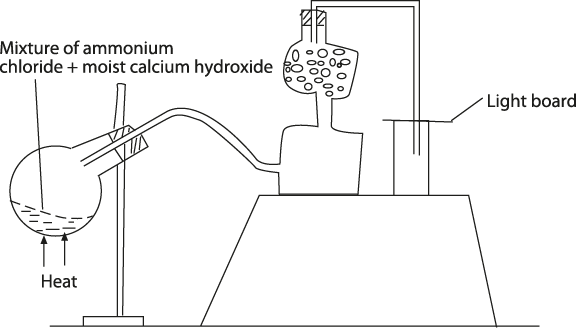 Mixture of ammonium
chloride + moist calcium hydroxide
Light board
Heat